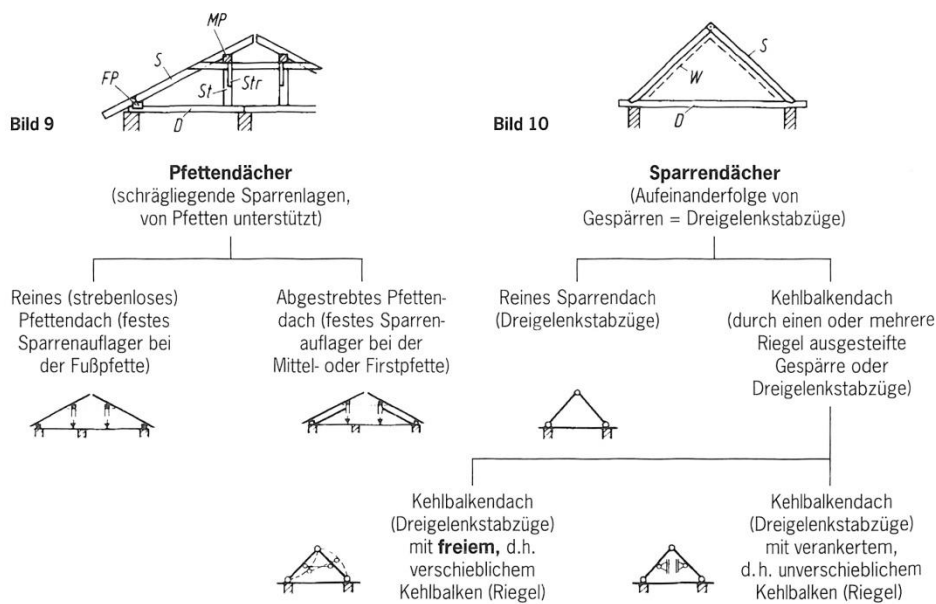 MP
S
FP
St
Str
D
Bild 9
S
W
D
Bild 10
Pfettendächer
(schrägliegende Sparrenlagen,
von Pfetten unterstützt)
Sparrendächer
(Aufeinanderfolge von
Gespärren = Dreigelenkstabzüge)
Reines (strebenloses)
Pfettendach (festes
Sparrenauflager bei
der Fußpfette)
Abgestrebtes Pfetten-
dach (festes Sparren-
auflager bei der
Mittel- oder Firstpfette)
Reines Sparrendach
(Dreigelenkstabzüge)
Kehlbalkendach
(durch einen oder mehrere
Riegel ausgesteifte
Gespärre oder
Dreigelenkstabzüge)
Kehlbalkendach
(Dreigelenkstabzüge)
mit freiem, d.h.
verschieblichem
Kehlbalken (Riegel)
Kehlbalkendach
(Dreigelenkstabzüge)
mit verankertem,
d.h. unverschieblichem
Kehlbalken (Riegel)